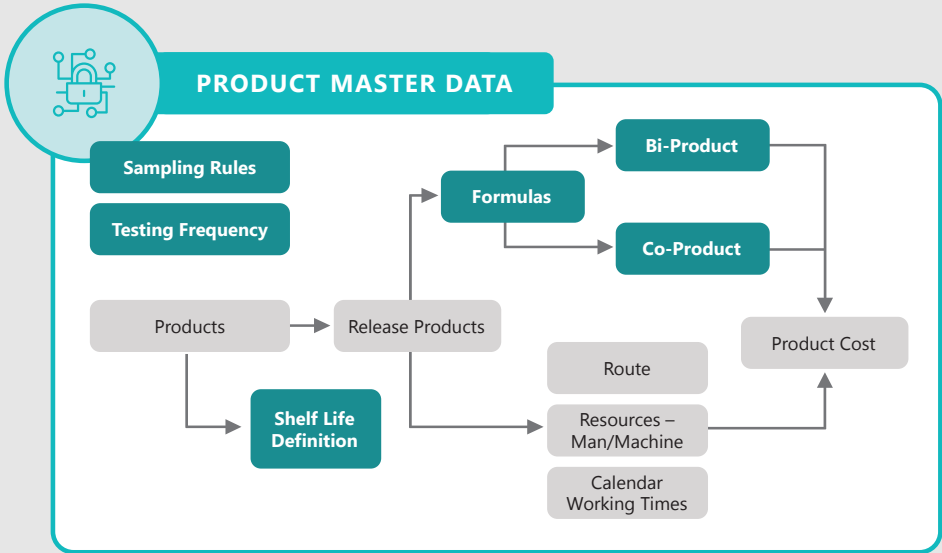 PRODUCT MASTER DATA
Sampling Rules
Testing Frequency
Products
Shelf Life
Definition
Release Products
Formulas
Bi-Product
Co-Product
Route
Resources –
Man/Machine
Calendar
Working Times
Product Cost